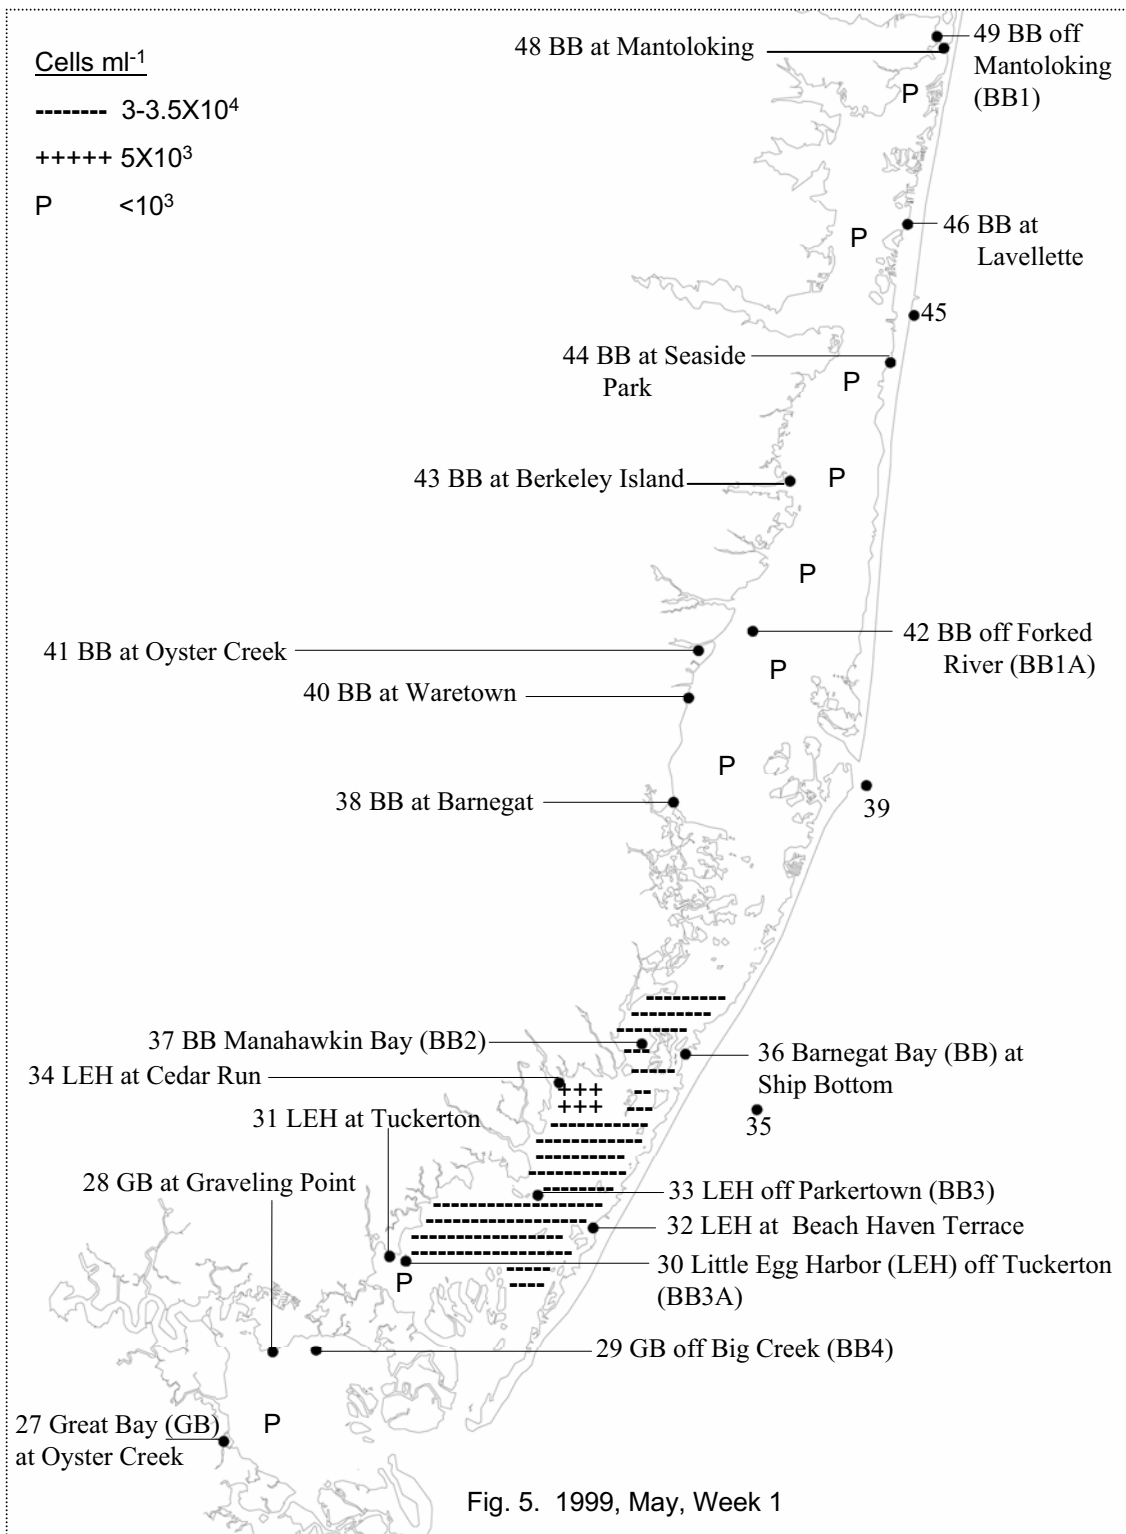 Cells ml-1
-------- 3-3.5X104
+++++ 5X103
P <103
48 BB at Mantoloking
49 BB off
Mantoloking
(BB1)
P
46 BB at
Lavellette
P
45
44 BB at Seaside
Park
P
43 BB at Berkeley Island
P
P
42 BB off Forked
River (BB1A)
41 BB at Oyster Creek
P
40 BB at Waretown
P
38 BB at Barnegat
39
37 BB Manahawkin Bay (BB2)
36 Barnegat Bay (BB) at
Ship Bottom
34 LEH at Cedar Run
+++
+++
35
31 LEH at Tuckerton
28 GB at Graveling Point
33 LEH off Parkertown (BB3)
32 LEH at Beach Haven Terrace
30 Little Egg Harbor (LEH) off Tuckerton
(BB3A)
P
29 GB off Big Creek (BB4)
27 Great Bay (GB)
at Oyster Creek
P
Fig. 5. 1999, May, Week 1